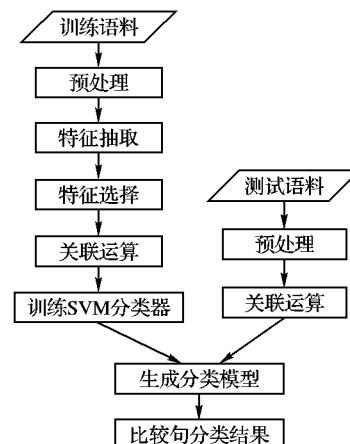 训练语料
预处理
特征抽取
特征选择
关联运算
训练SVM分类器
测试语料
预处理
关联运算
生成分类模型
比较句分类结果